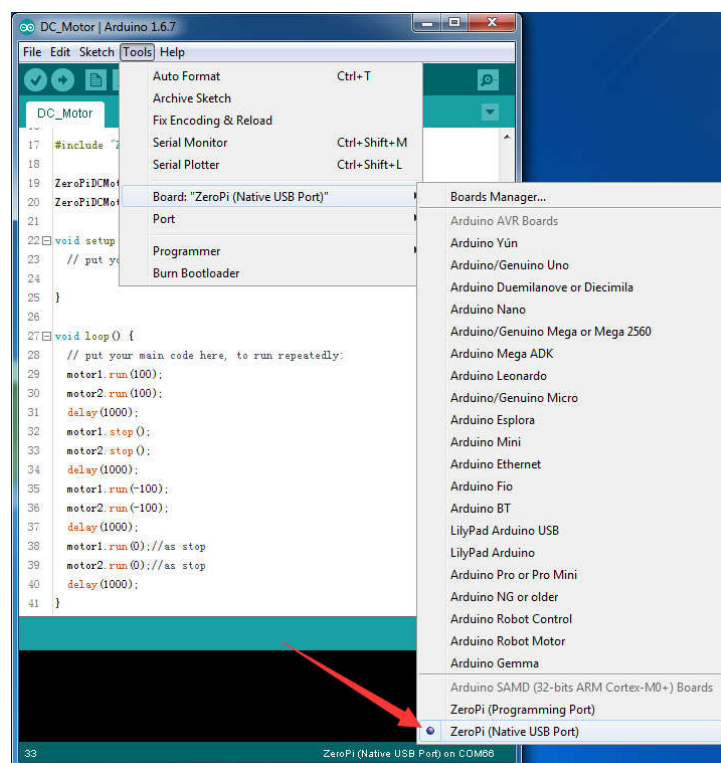 DC_Motor | Arduino 1.6.7
File Edit Sketch Tools Help
DC_Motor
Auto Format Ctrl+T
Archive Sketch
Fix Encoding & Reload
Serial Monitor Ctrl+Shift+M
Serial Plotter Ctrl+Shift+L
Board: "ZeroPi (Native USB Port)"
Port
Programmer
Burn Bootloader
17 #include
18
19 ZeroPiDCMot
20 ZeroPiDCMot
21
22 void setup
23 // put yo
24
25 }
26
27 void loop() {
28 // put your main code here, to run repeatedly:
29 motor1.run(100);
30 motor2.run(100);
31 delay(1000);
32 motor1.stop();
33 motor2.stop();
34 delay(1000);
35 motor1.run(-100);
36 motor2.run(-100);
37 delay(1000);
38 motor1.run(0);//as stop
39 motor2.run(0);//as stop
40 delay(1000);
41 }
Boards Manager...
Arduino AVR Boards
Arduino Yún
Arduino/Genuino Uno
Arduino Duemilanove or Diecimila
Arduino Nano
Arduino/Genuino Mega or Mega 2560
Arduino Mega ADK
Arduino Leonardo
Arduino/Genuino Micro
Arduino Esplora
Arduino Mini
Arduino Ethernet
Arduino Fio
Arduino BT
LilyPad Arduino USB
LilyPad Arduino
Arduino Pro or Pro Mini
Arduino NG or older
Arduino Robot Control
Arduino Robot Motor
Arduino Gemma
Arduino SAMD (32-bits ARM Cortex-M0+) Boards
ZeroPi (Programming Port)
ZeroPi (Native USB Port)
33 ZeroPi (Native USB Port) on COM66